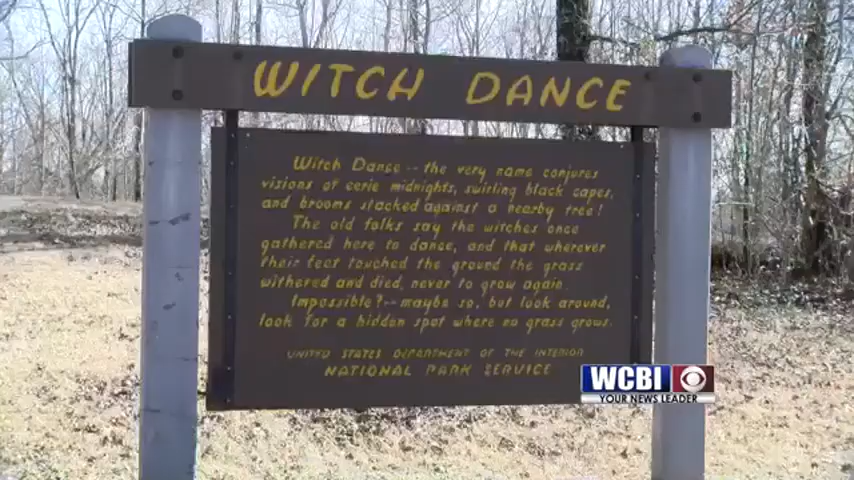 WITCH DANCE
Witch Dance -- the very name conjures
visions of eerie midnights, swirling black capes,
and brooms stacked against a nearby tree!
The old folks say the witches once
gathered here to dance, and that wherever
their feet touched the ground the grass
withered and died, never to grow again.
Impossible? -- maybe so, but look around,
look for a hidden spot where no grass grows.
UNITED STATES DEPARTMENT OF THE INTERIOR
NATIONAL PARK SERVICE
WCBI
YOUR NEWS LEADER